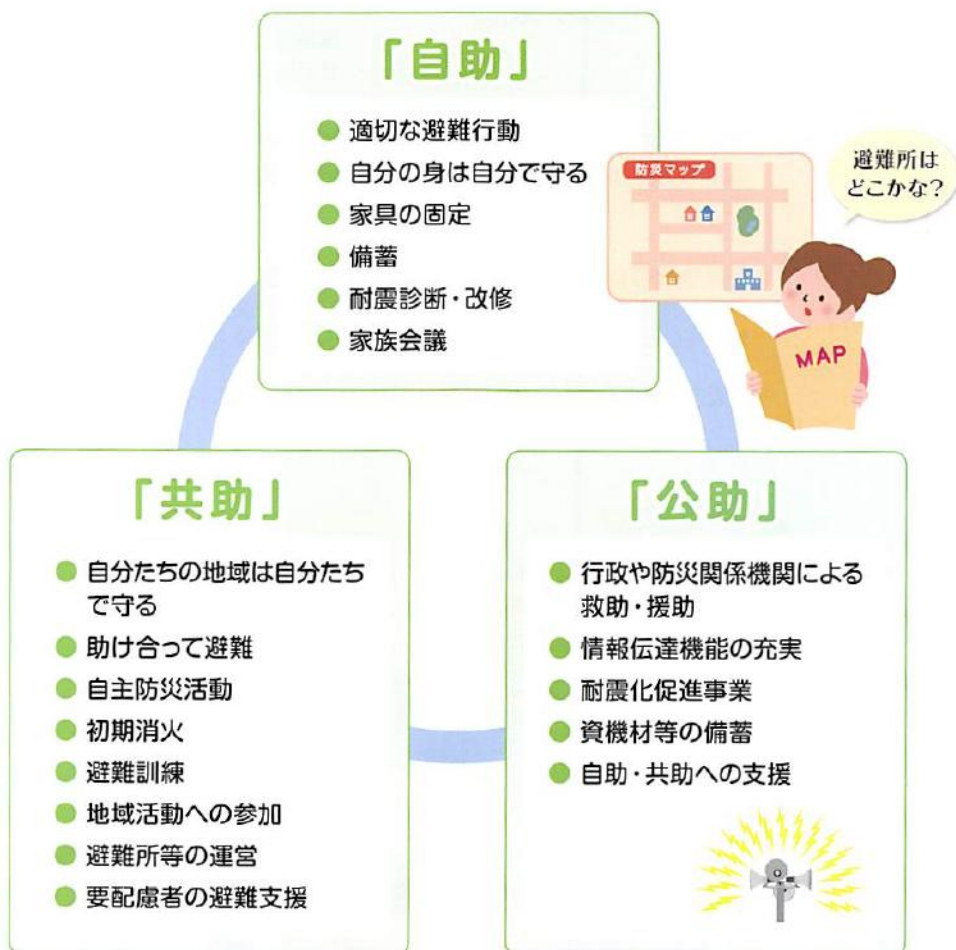 「自助」
● 適切な避難行動
● 自分の身は自分で守る
● 家具の固定
● 備蓄
● 耐震診断・改修
● 家族会議
防災マップ
避難所は
どこかな?
MAP
「共助」
● 自分たちの地域は自分たち
で守る
● 助け合って避難
● 自主防災活動
● 初期消火
● 避難訓練
● 地域活動への参加
● 避難所等の運営
● 要配慮者の避難支援
「公助」
● 行政や防災関係機関による
救助・援助
● 情報伝達機能の充実
● 耐震化促進事業
● 資機材等の備蓄
● 自助・共助への支援